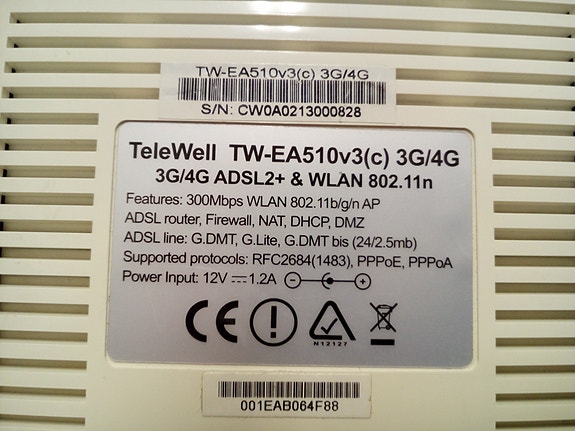 TW-EA510v3(c) 3G/4G
S/N: CW0A0213000828
TeleWell TW-EA510v3(c) 3G/4G
3G/4G ADSL2+ & WLAN 802.11n
Features: 300Mbps WLAN 802.11b/g/n AP
ADSL router, Firewall, NAT, DHCP, DMZ
ADSL line: G.DMT, G.Lite, G.DMT bis (24/2.5mb)
Supported protocols: RFC2684(1483), PPPoE, PPPoA
Power Input: 12V ⎓ 1.2A
CE
N12127
001EAB064F88